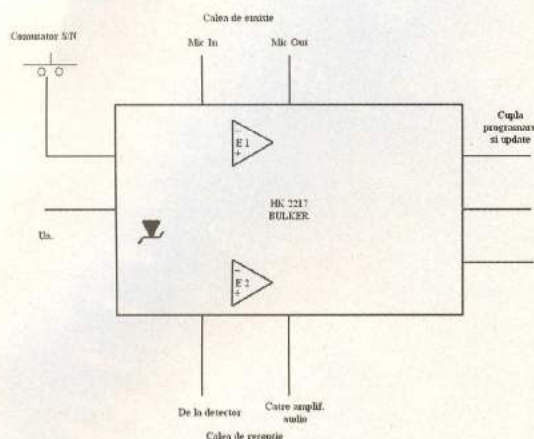 Calea de emisie
Comutator S/N
Mic In
Mic Out
Cupla
programare
si update
E 1
HK 2217
BULKER
Ua.
E 2
De la detector
Catre amplif.
audio
Calea de receptie